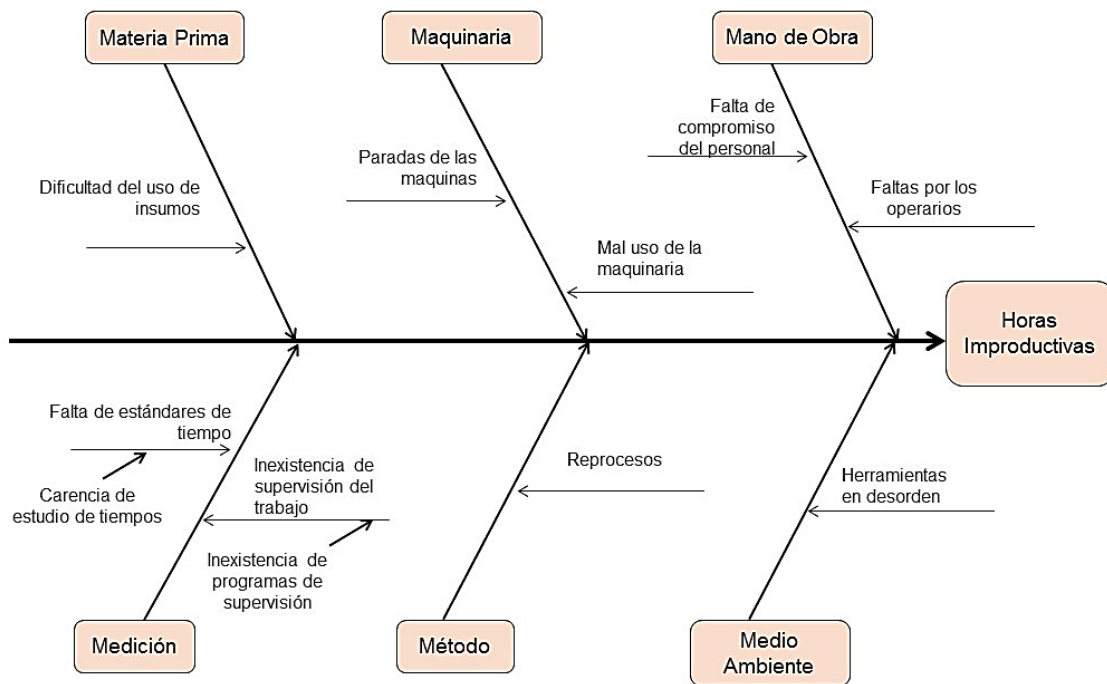 Materia Prima
Maquinaria
Mano de Obra
Falta de
compromiso
del personal
Paradas de las
maquinas
Dificultad del uso de
insumos
Faltas por los
operarios
Mal uso de la
maquinaria
Horas
Improductivas
Falta de estándares de
tiempo
Carencia de
estudio de tiempos
Inexistencia de
supervisión del
trabajo
Inexistencia de
programas de
supervisión
Reprocesos
Herramientas
en desorden
Medición
Método
Medio
Ambiente